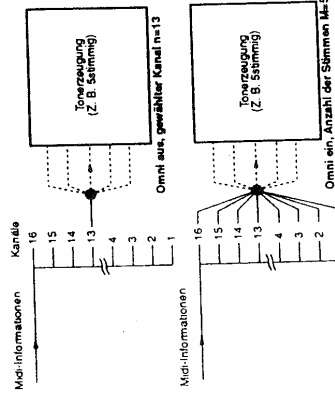 Midi-Informationen
Kanäle
16
15
14
13
4
3
2
1
Tonerzeugung
(Z. B. 5stimmig)
Omni aus, gewählter Kanal n=13
Midi-Informationen
16
15
14
13
4
3
2
Tonerzeugung
(Z. B. 5stimmig)
Omni ein, Anzahl der Stimmen M=5